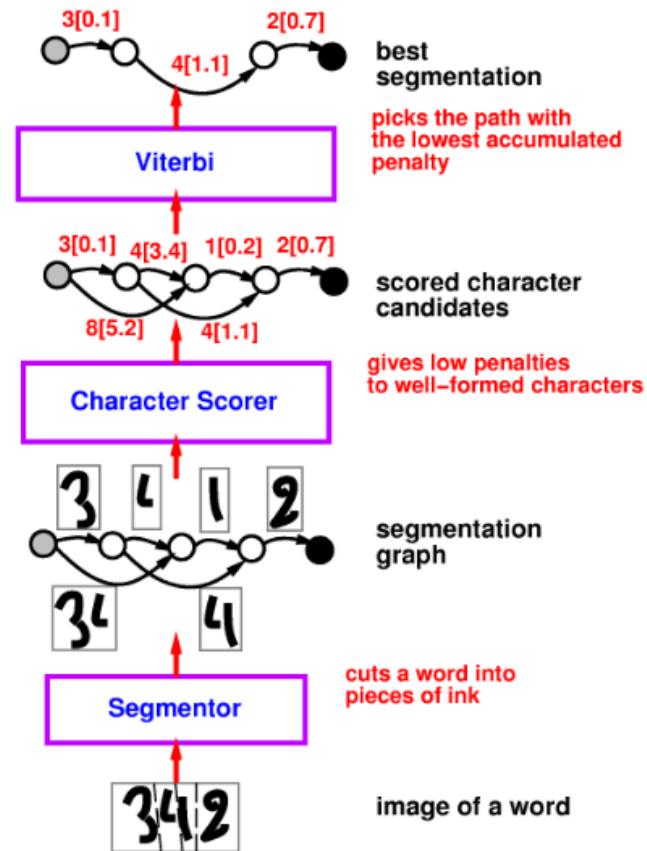 3[0.1]
2[0.7]
4[1.1]
best
segmentation
picks the path with
the lowest accumulated
penalty
Viterbi
3[0.1]
4[3.4]
1[0.2]
2[0.7]
8[5.2]
4[1.1]
scored character
candidates
gives low penalties
to well-formed characters
Character Scorer
3
4
1
2
segmentation
graph
34
4
cuts a word into
pieces of ink
Segmentor
342
image of a word